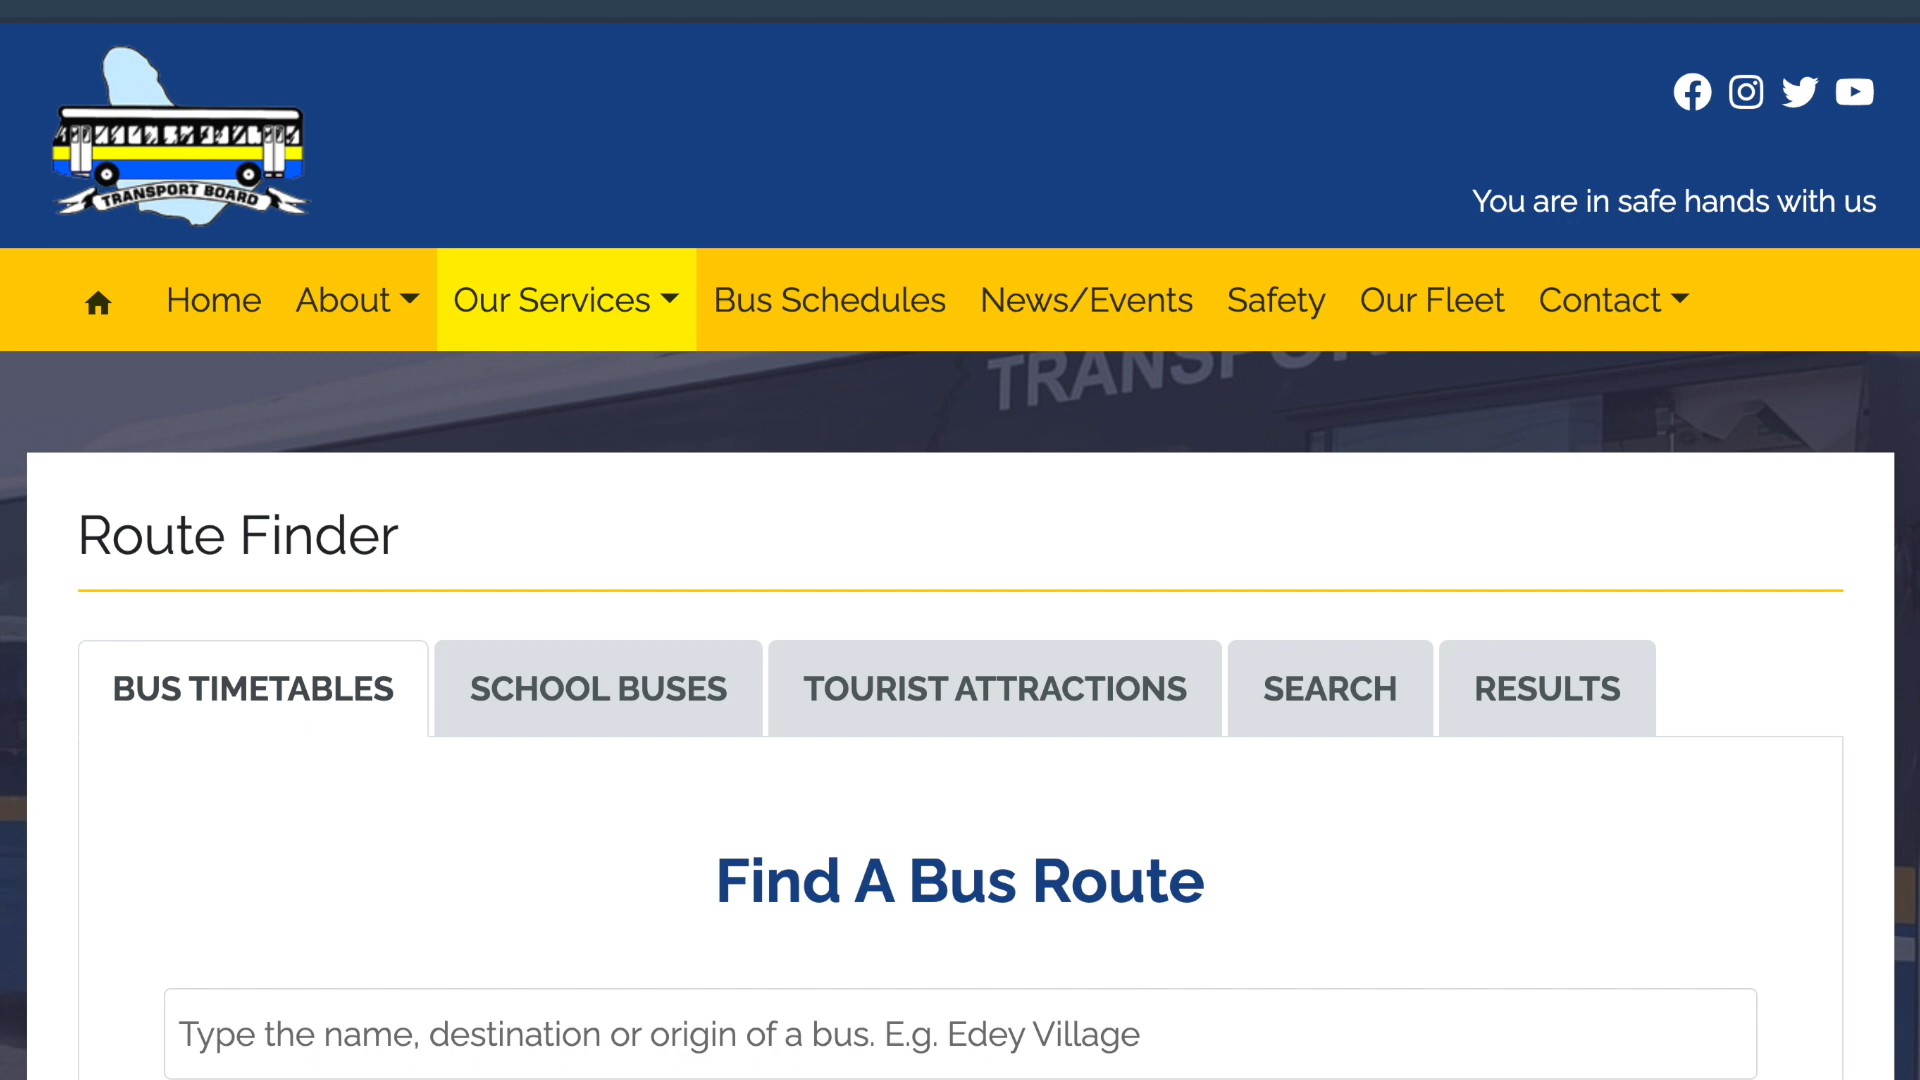 TRANSPORT BOARD
You are in safe hands with us
Home About Our Services Bus Schedules News/Events Safety Our Fleet Contact
TRANSPOR
Route Finder
BUS TIMETABLES SCHOOL BUSES TOURIST ATTRACTIONS SEARCH RESULTS
Find A Bus Route
Type the name, destination or origin of a bus. E.g. Edey Village